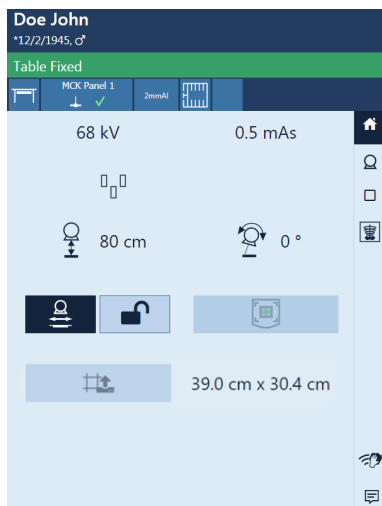 Doe John
*12/2/1945, ♂
Table Fixed
MCK Panel 1
2mmAl
68 kV
0.5 mAs
80 cm
0 °
39.0 cm x 30.4 cm